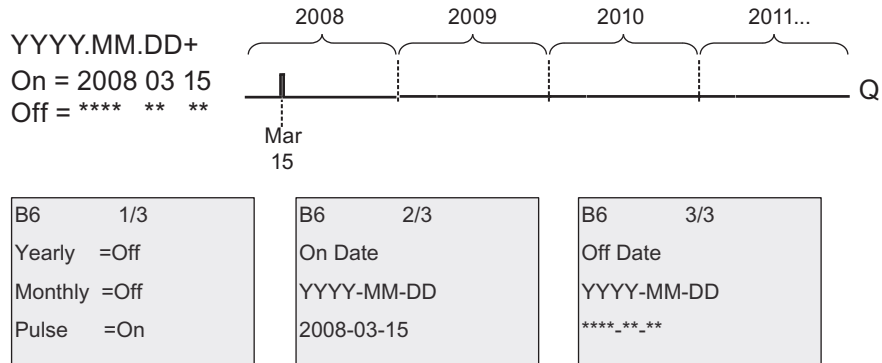 2008 2009 2010 2011...
YYYY.MM.DD+
On = 2008 03 15
Off = **** ** **
Q
Mar
15
B6 1/3
Yearly =Off
Monthly =Off
Pulse =On
B6 2/3
On Date
YYYY-MM-DD
2008-03-15
B6 3/3
Off Date
YYYY-MM-DD
****-**-**